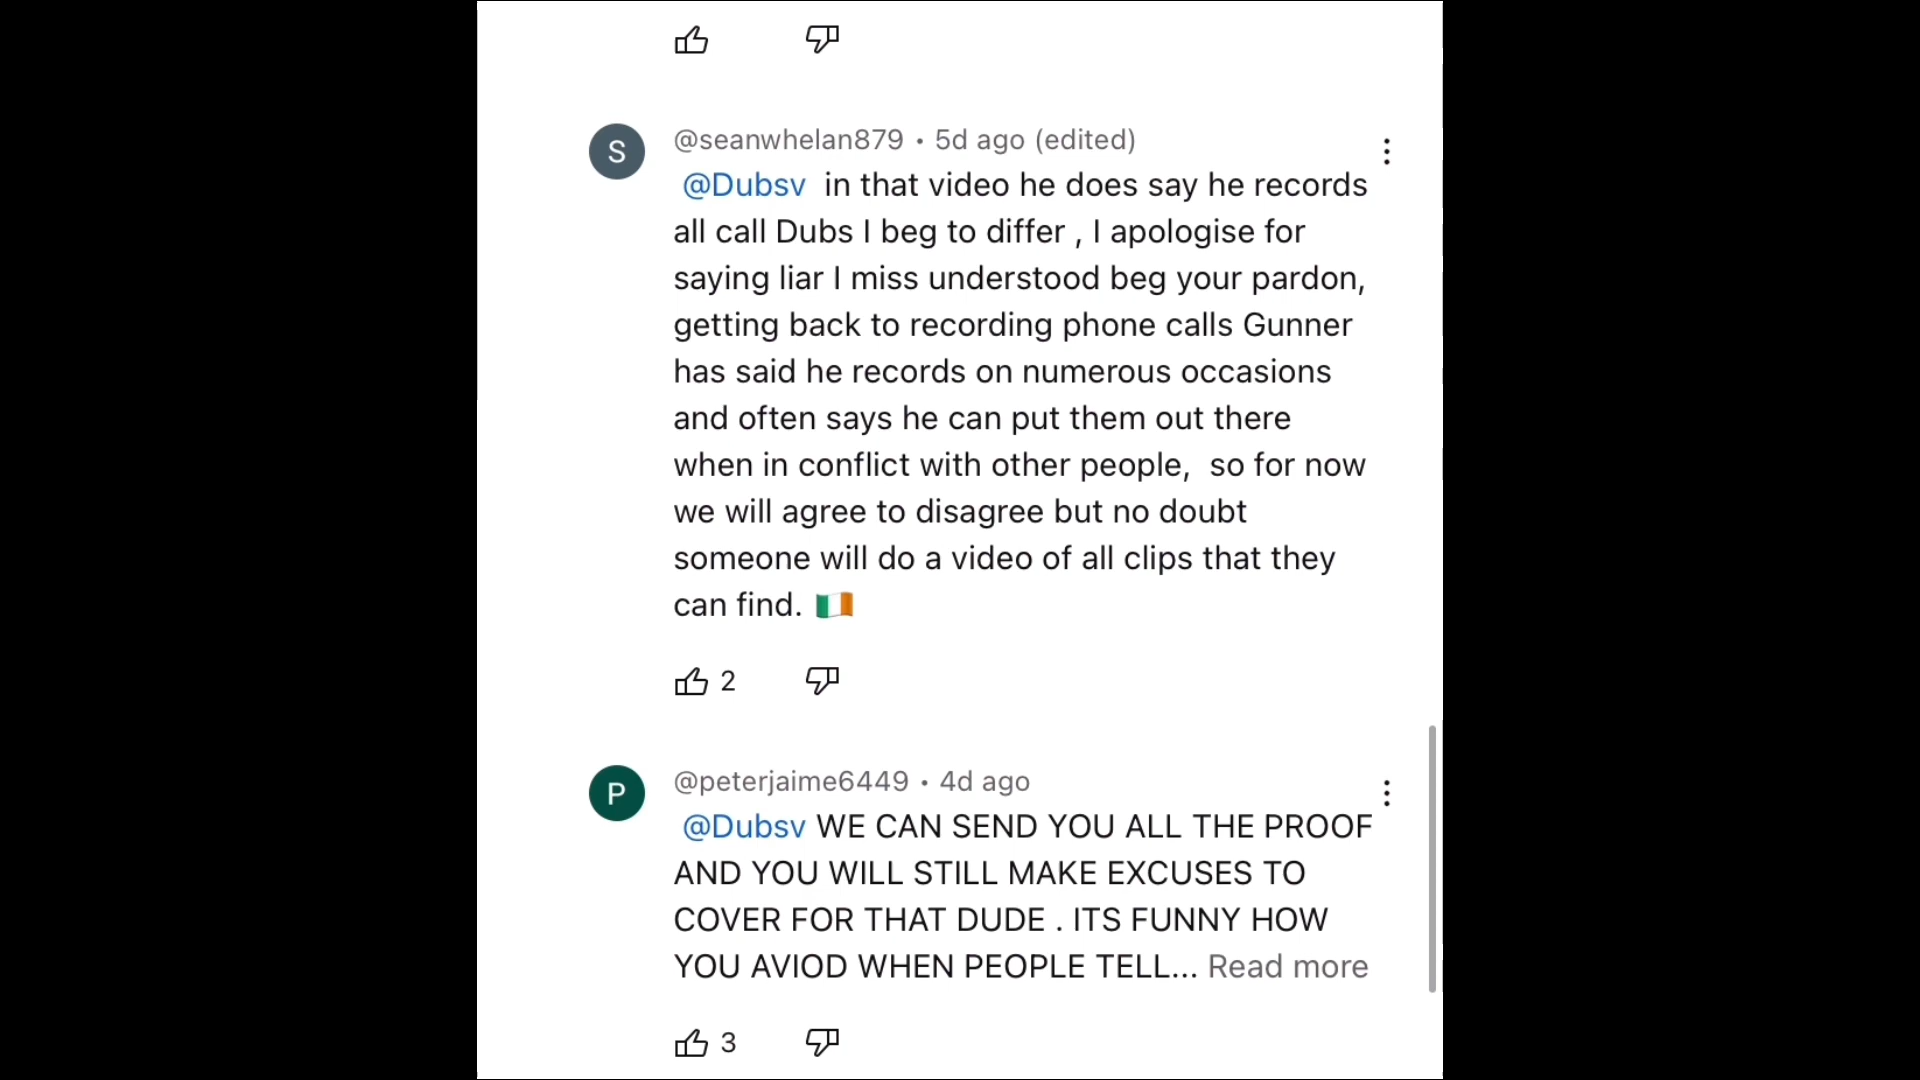 S
@seanwhelan879 • 5d ago (edited)
@Dubsv in that video he does say he records
all call Dubs I beg to differ , I apologise for
saying liar I miss understood beg your pardon,
getting back to recording phone calls Gunner
has said he records on numerous occasions
and often says he can put them out there
when in conflict with other people, so for now
we will agree to disagree but no doubt
someone will do a video of all clips that they
can find. 🇮🇪
2
P
@peterjaime6449 • 4d ago
@Dubsv WE CAN SEND YOU ALL THE PROOF
AND YOU WILL STILL MAKE EXCUSES TO
COVER FOR THAT DUDE . ITS FUNNY HOW
YOU AVIOD WHEN PEOPLE TELL... Read more
3